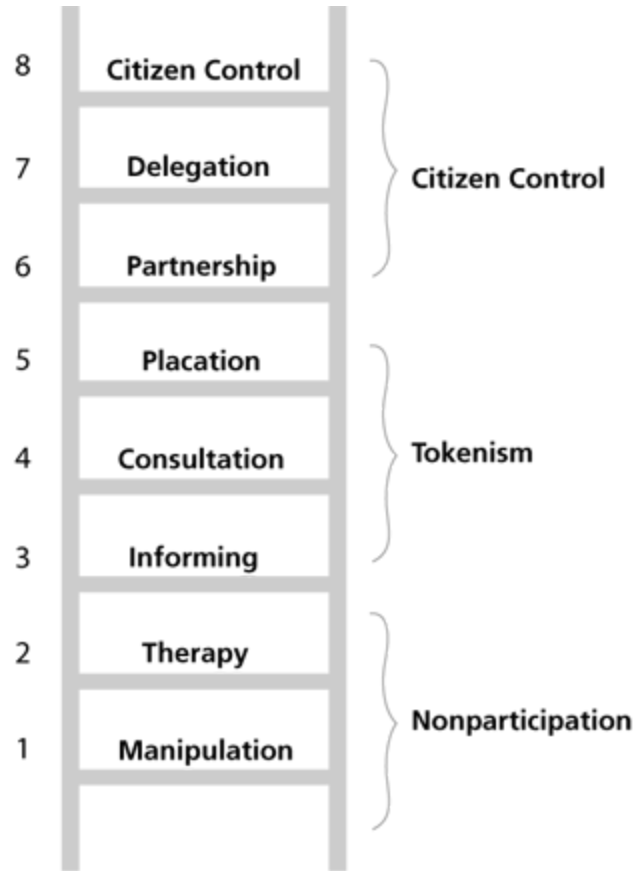 8 Citizen Control
7 Delegation
Citizen Control
6 Partnership
5 Placation
4 Consultation
Tokenism
3 Informing
2 Therapy
Nonparticipation
1 Manipulation